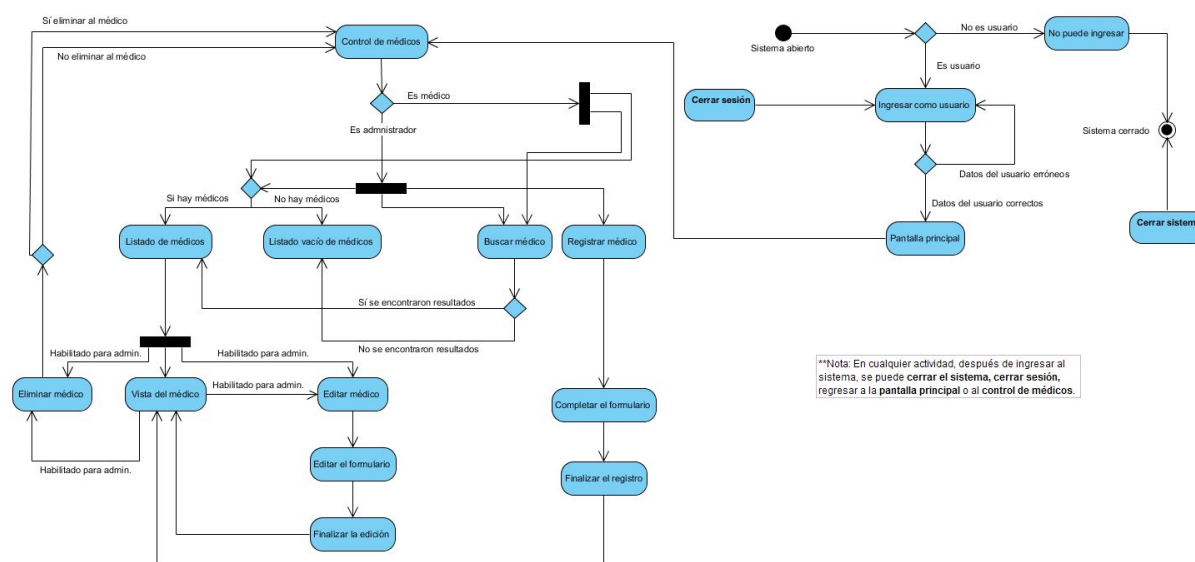 Sí eliminar al médico
No eliminar al médico
Control de médicos
Es médico
Es admnistrador
Si hay médicos
No hay médicos
Listado de médicos
Listado vacío de médicos
Buscar médico
Registrar médico
Sí se encontraron resultados
No se encontraron resultados
Habilitado para admin.
Habilitado para admin.
Eliminar médico
Vista del médico
Habilitado para admin.
Editar médico
Habilitado para admin.
Editar el formulario
Finalizar la edición
Completar el formulario
Finalizar el registro
Sistema abierto
No es usuario
No puede ingresar
Es usuario
Cerrar sesión
Ingresar como usuario
Sistema cerrado
Datos del usuario erróneos
Datos del usuario correctos
Pantalla principal
Cerrar sistem
**Nota: En cualquier actividad, después de ingresar al
sistema, se puede cerrar el sistema, cerrar sesión,
regresar a la pantalla principal o al control de médicos.